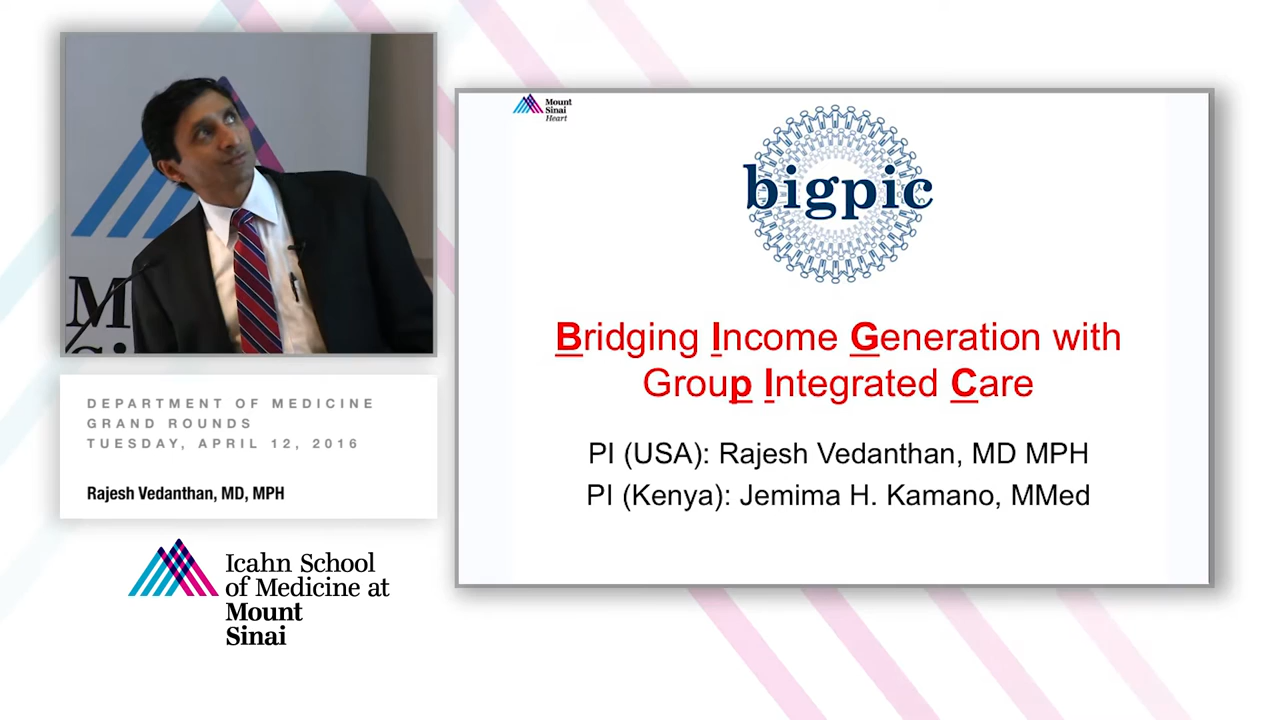 M
Si
DEPARTMENT OF MEDICINE
GRAND ROUNDS
TUESDAY, APRIL 12, 2016
Rajesh Vedanthan, MD, MPH
Icahn School
of Medicine at
Mount
Sinai
Mount
Sinai
Heart
bigpic
Bridging Income Generation with
Group Integrated Care
PI (USA): Rajesh Vedanthan, MD MPH
PI (Kenya): Jemima H. Kamano, MMed